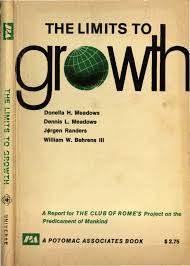 THE LIMITS TO GROWTH
UNIVERSE
THE LIMITS TO
growth
Donella H. Meadows
Dennis L. Meadows
Jørgen Randers
William W. Behrens III
A Report for THE CLUB OF ROME'S Project on the
Predicament of Mankind
A POTOMAC ASSOCIATES BOOK
$2.75